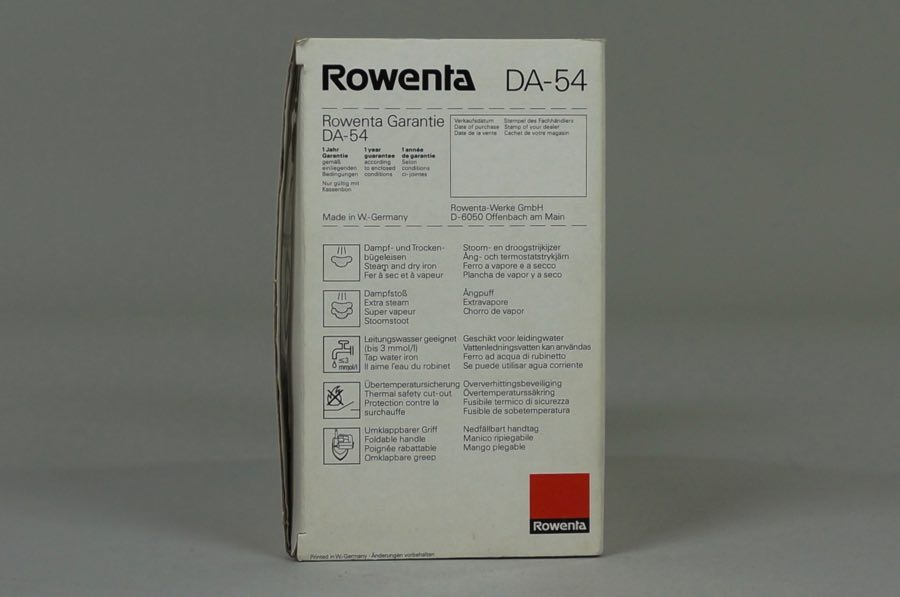 Rowenta DA-54
Rowenta Garantie
DA-54
1 Jahr
Garantie
gemäß
einliegenden
Bedingungen
Nur gültig mit
Kassenbon
1 year
guarantee
according
to enclosed
conditions
1 année
de garantie
Selon
conditions
ci-jointes
Verkaufsdatum
Date of purchase
Date de la vente
Stempel des Fachhändlers
Stamp of your dealer
Cachet de votre magasin
Made in W.-Germany
Rowenta-Werke GmbH
D-6050 Offenbach am Main
Dampf- und Trocken-
bügeleisen
Steam and dry iron
Fer à sec et à vapeur
Stoom- en droogstrijkijzer
Ång- och termostatstrykjärn
Ferro a vapore e a secco
Plancha de vapor y a seco
Dampfstoß
Extra steam
Super vapeur
Stoomstoot
Ångpuff
Extravapore
Chorro de vapor
≤3
mmol/l
Leitungswasser geeignet
(bis 3 mmol/l)
Tap water iron
Il aime l'eau du robinet
Geschikt voor leidingwater
Vattenledningsvatten kan användas
Ferro ad acqua di rubinetto
Se puede utilisar agua corriente
Übertemperatursicherung
Thermal safety cut-out
Protection contre la
surchauffe
Oververhittingsbeveiliging
Övertemperatursäkring
Fusibile termico di sicurezza
Fusible de sobetemperatura
Umklappbarer Griff
Foldable handle
Poignée rabattable
Omklapbare greep
Nedfällbart handtag
Manico ripiegabile
Mango plegable
Rowenta
Printed in W.-Germany · Änderungen vorbehalten